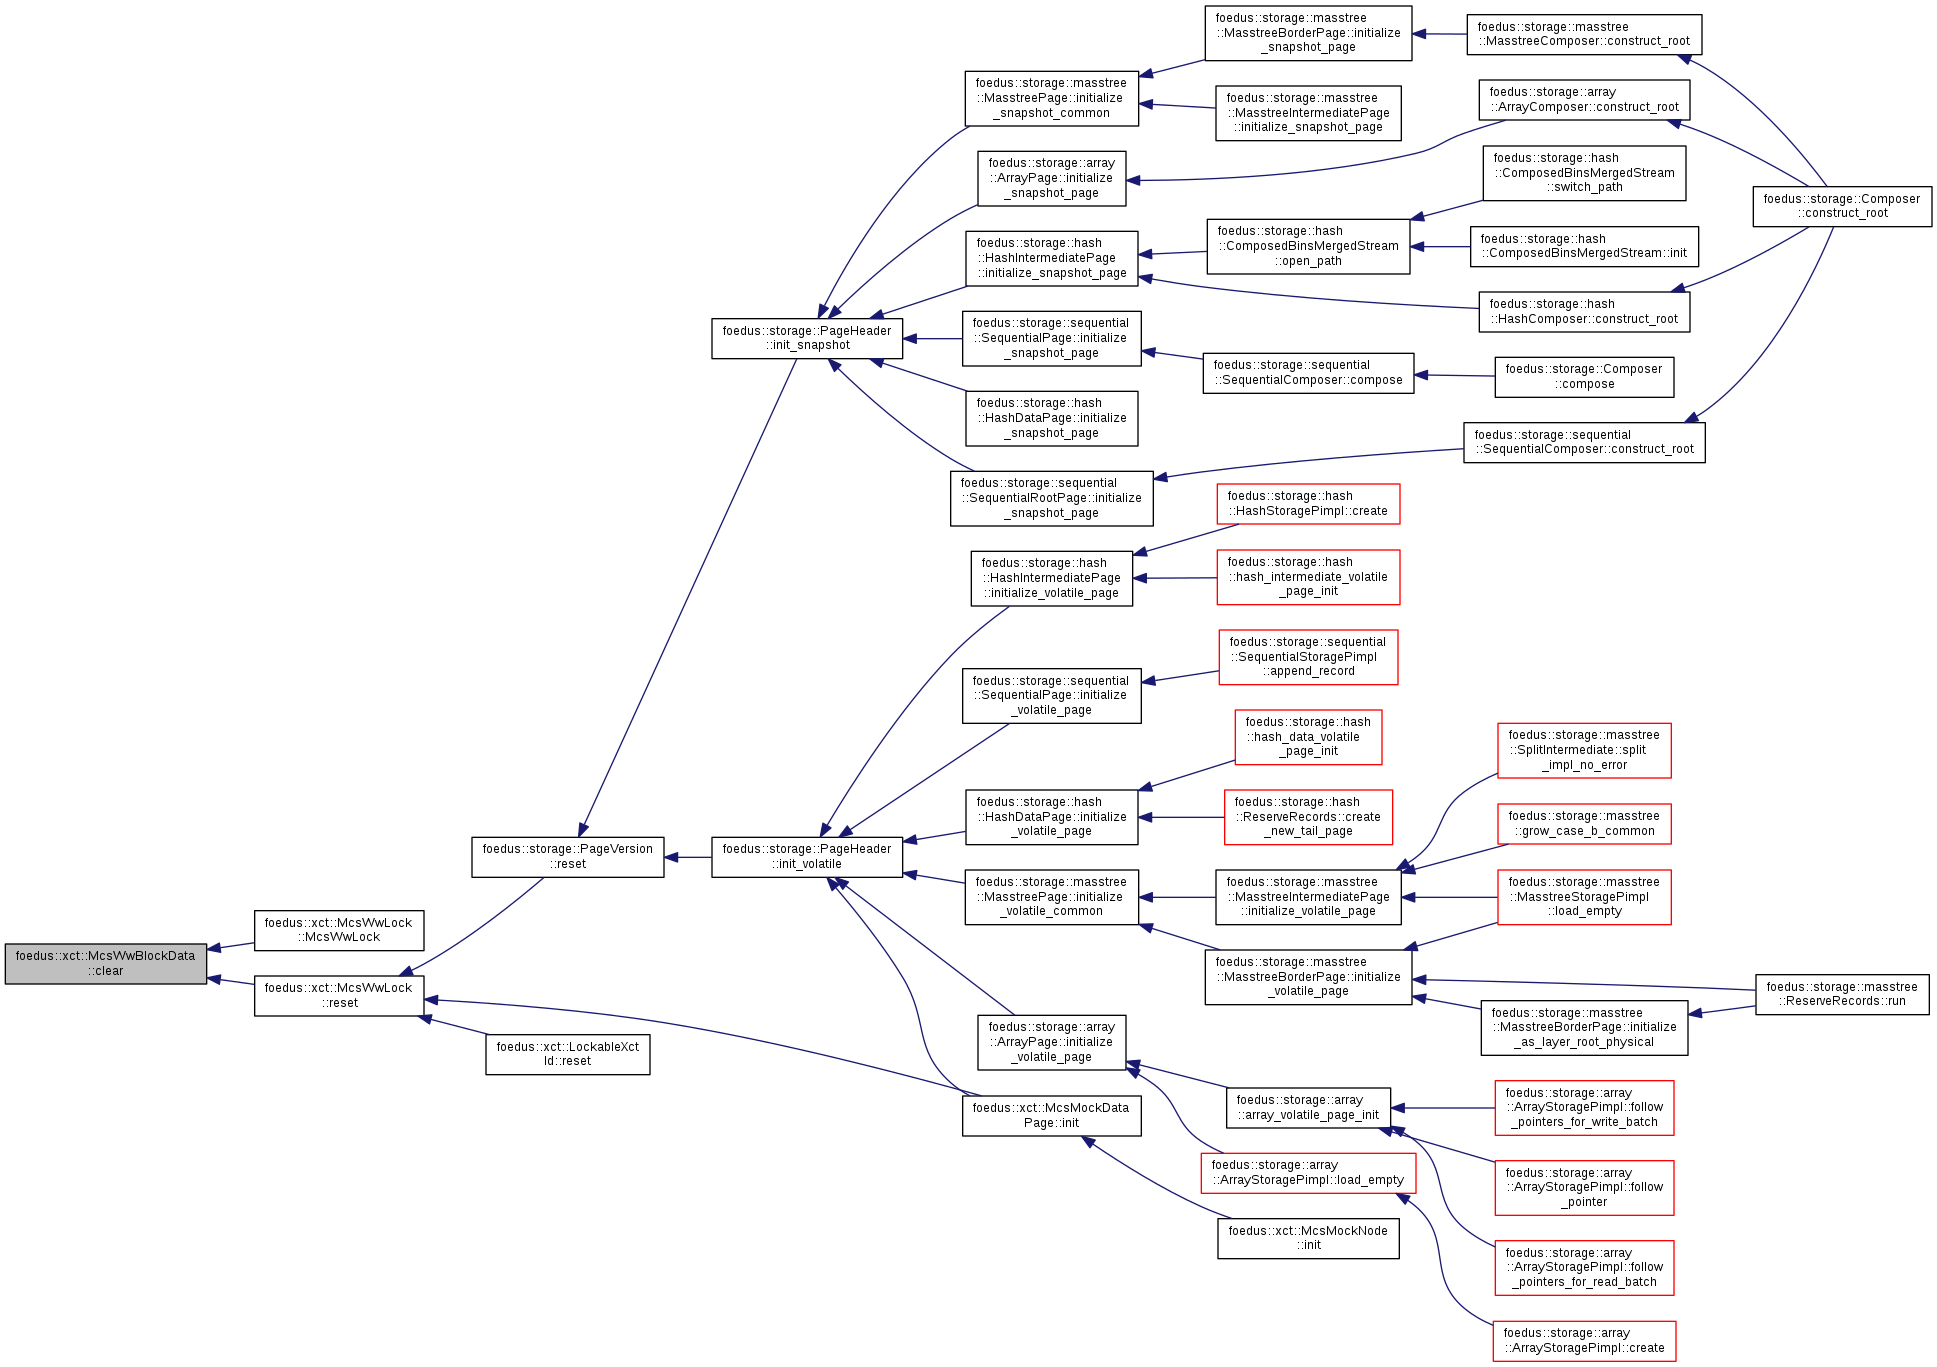 foedus::xct::McsWwBlockData
::clear
foedus::xct::McsWwLock
::McsWwLock
foedus::xct::McsWwLock
::reset
foedus::storage::PageVersion
::reset
foedus::xct::LockableXct
Id::reset
foedus::storage::PageHeader
::init_snapshot
foedus::storage::PageHeader
::init_volatile
foedus::storage::masstree
::MasstreePage::initialize
_snapshot_common
foedus::storage::array
::ArrayPage::initialize
_snapshot_page
foedus::storage::hash
::HashIntermediatePage
::initialize_snapshot_page
foedus::storage::sequential
::SequentialPage::initialize
_snapshot_page
foedus::storage::hash
::HashDataPage::initialize
_snapshot_page
foedus::storage::sequential
::SequentialRootPage::initialize
_snapshot_page
foedus::storage::hash
::HashIntermediatePage
::initialize_volatile_page
foedus::storage::sequential
::SequentialPage::initialize
_volatile_page
foedus::storage::hash
::HashDataPage::initialize
_volatile_page
foedus::storage::masstree
::MasstreePage::initialize
_volatile_common
foedus::storage::array
::ArrayPage::initialize
_volatile_page
foedus::xct::McsMockData
Page::init
foedus::storage::masstree
::MasstreeBorderPage::initialize
_snapshot_page
foedus::storage::masstree
::MasstreeIntermediatePage
::initialize_snapshot_page
foedus::storage::hash
::ComposedBinsMergedStream
::open_path
foedus::storage::sequential
::SequentialComposer::compose
foedus::storage::hash
::HashStoragePimpl::create
foedus::storage::hash
::hash_intermediate_volatile
_page_init
foedus::storage::sequential
::SequentialStoragePimpl
::append_record
foedus::storage::hash
::hash_data_volatile
_page_init
foedus::storage::hash
::ReserveRecords::create
_new_tail_page
foedus::storage::masstree
::MasstreeIntermediatePage
::initialize_volatile_page
foedus::storage::masstree
::MasstreeBorderPage::initialize
_volatile_page
foedus::storage::array
::array_volatile_page_init
foedus::storage::array
::ArrayStoragePimpl::load_empty
foedus::xct::McsMockNode
::init
foedus::storage::masstree
::MasstreeComposer::construct_root
foedus::storage::array
::ArrayComposer::construct_root
foedus::storage::hash
::ComposedBinsMergedStream
::switch_path
foedus::storage::hash
::ComposedBinsMergedStream::init
foedus::storage::hash
::HashComposer::construct_root
foedus::storage::Composer
::compose
foedus::storage::sequential
::SequentialComposer::construct_root
foedus::storage::masstree
::SplitIntermediate::split
_impl_no_error
foedus::storage::masstree
::grow_case_b_common
foedus::storage::masstree
::MasstreeStoragePimpl
::load_empty
foedus::storage::masstree
::MasstreeBorderPage::initialize
_as_layer_root_physical
foedus::storage::array
::ArrayStoragePimpl::follow
_pointers_for_write_batch
foedus::storage::array
::ArrayStoragePimpl::follow
_pointer
foedus::storage::array
::ArrayStoragePimpl::follow
_pointers_for_read_batch
foedus::storage::array
::ArrayStoragePimpl::create
foedus::storage::Composer
::construct_root
foedus::storage::masstree
::ReserveRecords::run